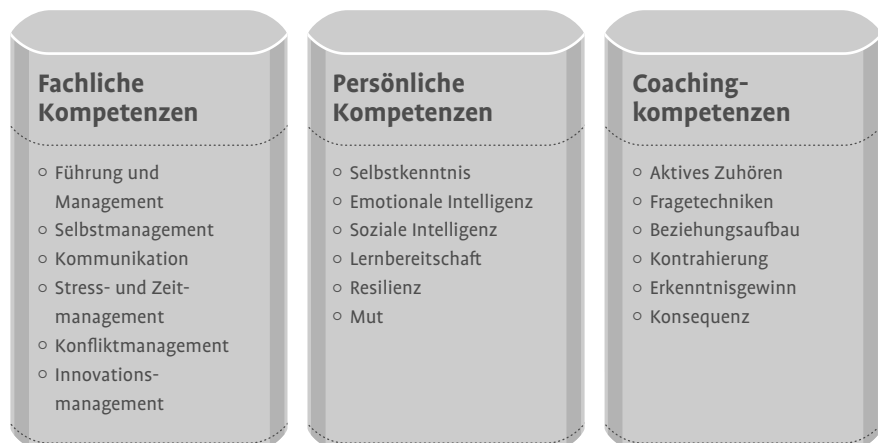 Fachliche
Kompetenzen
○ Führung und
Management
○ Selbstmanagement
○ Kommunikation
○ Stress- und Zeit-
management
○ Konfliktmanagement
○ Innovations-
management
Persönliche
Kompetenzen
○ Selbstkenntnis
○ Emotionale Intelligenz
○ Soziale Intelligenz
○ Lernbereitschaft
○ Resilienz
○ Mut
Coaching-
kompetenzen
○ Aktives Zuhören
○ Fragetechniken
○ Beziehungsaufbau
○ Kontrahierung
○ Erkenntnisgewinn
○ Konsequenz